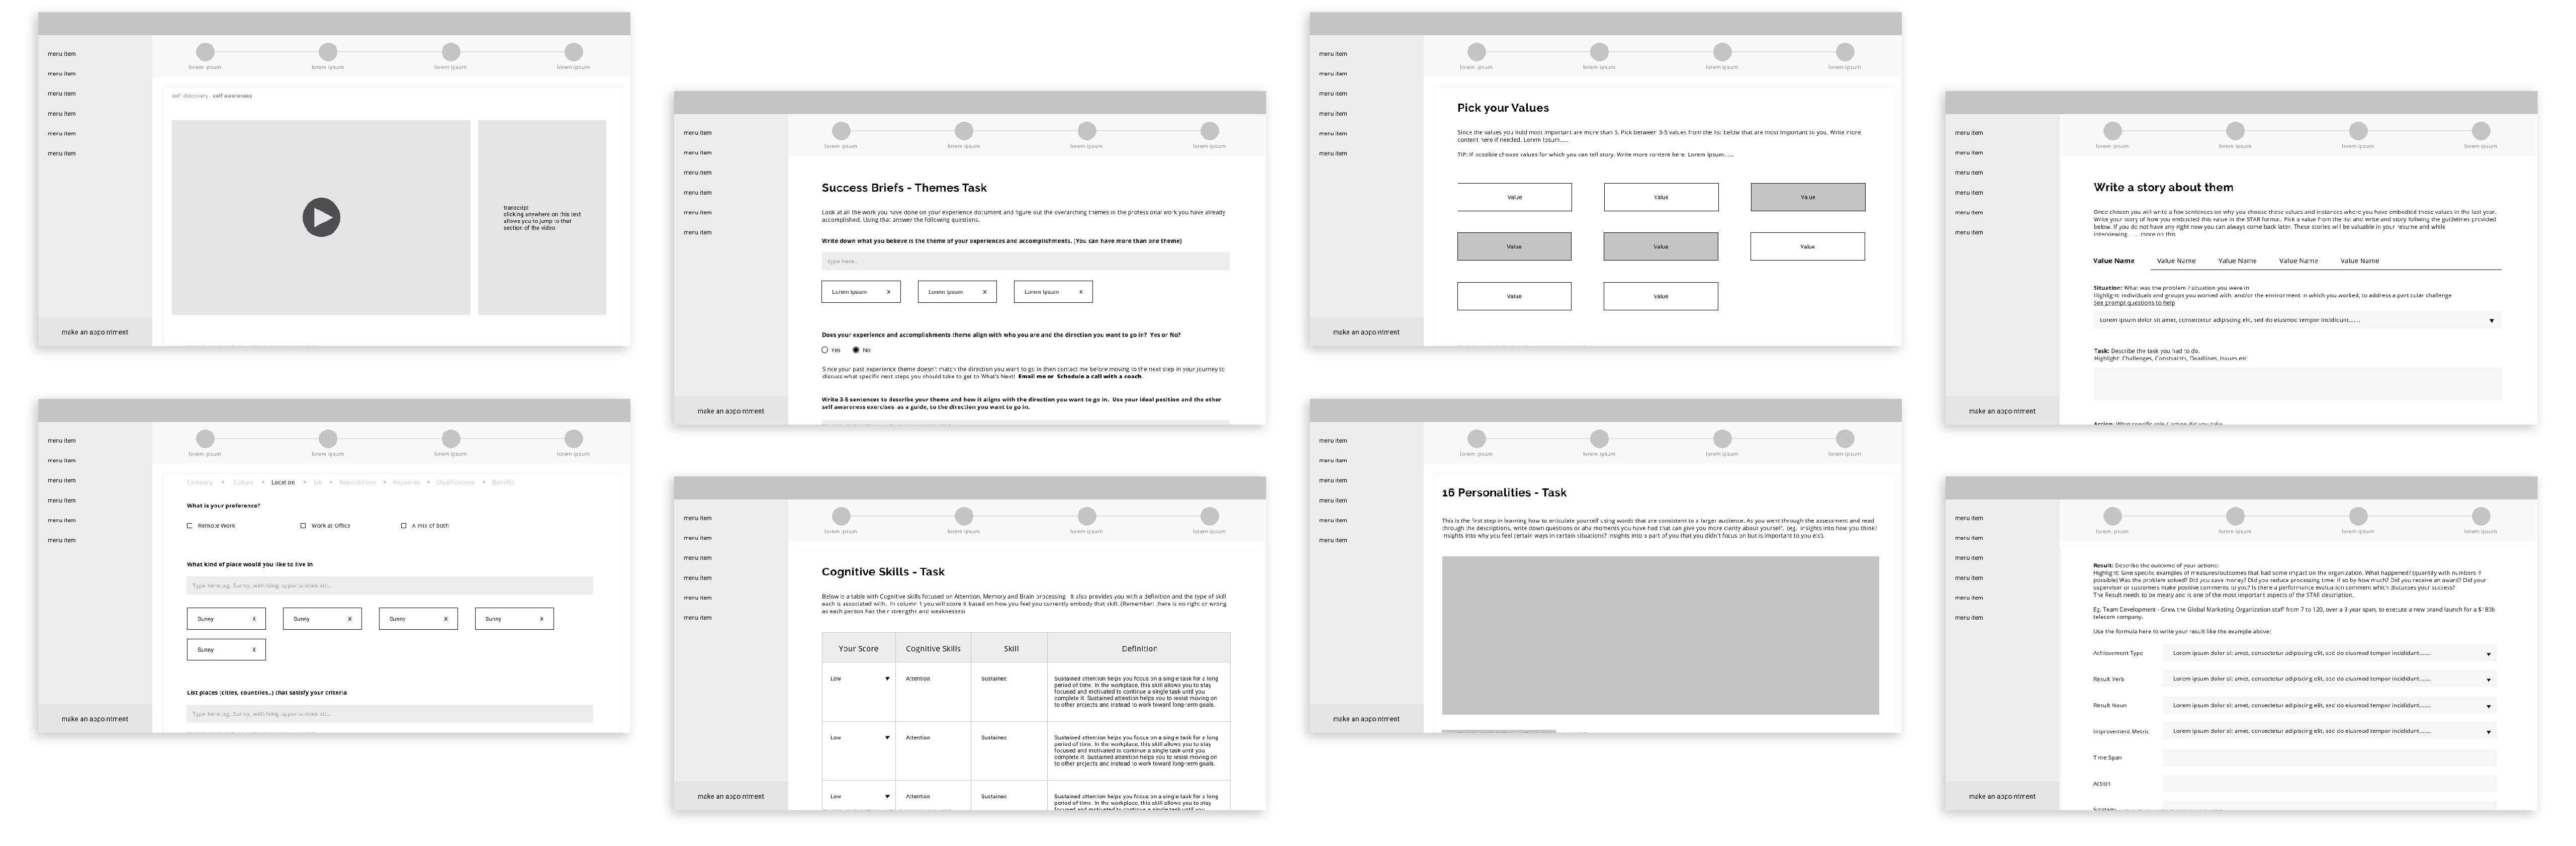 menu item
menu item
menu item
menu item
menu item
menu item
make an appointment
lorem ipsum
lorem ipsum
lorem ipsum
lorem ipsum
self discovery . self awareness
transcript
clicking anywhere on this text
allows you to jump to that
section of the video
menu item
menu item
menu item
menu item
menu item
menu item
make an appointment
lorem ipsum
lorem ipsum
lorem ipsum
lorem ipsum
Company • Culture • Location • Job • Reposibilities • Keywords • Qualifications • Benefits
What is your preference?
Remote Work
Work at Office
A mix of both
What kind of place would you like to live in
Type here...eg. Sunny, with hiking opportunities etc...
Sunny X
Sunny X
Sunny X
Sunny X
Sunny X
List places (cities, countries..) that satisfy your criteria
Type here...eg. Sunny, with hiking opportunities etc...
menu item
menu item
menu item
menu item
menu item
menu item
make an appointment
lorem ipsum
lorem ipsum
lorem ipsum
lorem ipsum
Success Briefs - Themes Task
Look at all the work you have done on your experience document and figure out the overarching themes in the professional work you have already
accomplished. Using that answer the following questions.
Write down what you believe is the theme of your experiences and accomplishments. (You can have more than one theme)
type here..
Lorem Ipsum X
Lorem Ipsum X
Lorem Ipsum X
Does your experience and accomplishments theme align with who you are and the direction you want to go in? Yes or No?
Yes
No
Since your past experience theme doesn't match the direction you want to go in then contact me before moving to the next step in your journey to
discuss what specific next steps you should take to get to What's Next! Email me or Schedule a call with a coach.
Write 3-5 sentences to describe your theme and how it aligns with the direction you want to go in. Use your ideal position and the other
self awareness exercises as a guide, to the direction you want to go in.
menu item
menu item
menu item
menu item
menu item
menu item
make an appointment
lorem ipsum
lorem ipsum
lorem ipsum
lorem ipsum
Cognitive Skills - Task
Below is a table with Cognitive skills focused on Attention, Memory and Brain processing. It also provides you with a definition and the type of skill
each is associated with. In column 1 you will score it based on how you feel you currently embody that skill. (Remember there is no right or wrong
as each person has their strengths and weaknesses)
Your Score
Cognitive Skills
Skill
Definition
Low
Attention
Sustained
Sustained attention helps you focus on a single task for a long
period of time. In the workplace, this skill allows you to stay
focused and motivated to continue a single task until you
complete it. Sustained attention helps you to resist moving on
to other projects and instead to work toward long-term goals.
Low
Attention
Sustained
Sustained attention helps you focus on a single task for a long
period of time. In the workplace, this skill allows you to stay
focused and motivated to continue a single task until you
complete it. Sustained attention helps you to resist moving on
to other projects and instead to work toward long-term goals.
Low
Attention
Sustained
Sustained attention helps you focus on a single task for a long
period of time. In the workplace, this skill allows you to stay
focused and motivated to continue a single task until you
menu item
menu item
menu item
menu item
menu item
menu item
make an appointment
lorem ipsum
lorem ipsum
lorem ipsum
lorem ipsum
Pick your Values
Since the values you hold most important are more than 5. Pick between 3-5 values from the list below that are most important to you. Write more
content here if needed. Lorem Ipsum.....
TIP: If possible choose values for which you can tell story. Write more content here. Lorem Ipsum......
Value
Value
Value
Value
Value
Value
Value
Value
menu item
menu item
menu item
menu item
menu item
menu item
make an appointment
lorem ipsum
lorem ipsum
lorem ipsum
lorem ipsum
16 Personalities - Task
This is the first step in learning how to articulate yourself using words that are consistent to a larger audience. As you went through the assessment and read
through the descriptions, write down questions or aha moments you have had that can give you more clarity about yourself. (eg. Insights into how you think?
Insights into why you feel certain ways in certain situations? Insights into a part of you that you didn't focus on but is important to you etc).
menu item
menu item
menu item
menu item
menu item
menu item
make an appointment
lorem ipsum
lorem ipsum
lorem ipsum
lorem ipsum
Write a story about them
Once chosen you will write a few sentences on why you choose these values and instances where you have embodied these values in the last year.
Write your story of how you embraced this value in the STAR format. Pick a value from the list and write and story follwing the guidelines provided
below. If you do not have any right now you can always come back later. These stories will be valuable in your resume and while
interviewing.......more on this
Value Name
Value Name
Value Name
Value Name
Value Name
Situation: What was the problem / situation you were in
Highlight: individuals and groups you worked with, and/or the environment in which you worked, to address a particular challenge
See prompt questions to help
Lorem ipsum dolor sit amet, consectetur adipiscing elit, sed do eiusmod tempor incididunt.......
Task: Describe the task you had to do.
Highlight: Challenges, Constraints, Deadlines, Issues etc.
Action: What specific role / action did you take
menu item
menu item
menu item
menu item
menu item
menu item
make an appointment
lorem ipsum
lorem ipsum
lorem ipsum
lorem ipsum
Result: Describe the outcome of your actions:
Highlight: Give specific examples of measures/outcomes that had some impact on the organization. What happened? (quantify with numbers if
possible) Was the problem solved? Did you save money? Did you reduce processing time: if so by how much? Did you receive an award? Did your
supervisor or customers make positive comments to you? Is there a performance evaluation comment which discusses your success?
The Result needs to be meaty and is one of the most important aspects of the STAR description.
Eg. Team Development - Grew the Global Marketing Organization staff from 7 to 120, over a 3 year span, to execute a new brand launch for a $180b
telecom company.
Use the formula here to write your result like the example above:
Achievement Type
Lorem ipsum dolor sit amet, consectetur adipiscing elit, sed do eiusmod tempor incididunt.......
Result Verb
Lorem ipsum dolor sit amet, consectetur adipiscing elit, sed do eiusmod tempor incididunt.......
Result Noun
Lorem ipsum dolor sit amet, consectetur adipiscing elit, sed do eiusmod tempor incididunt.......
Improvement Metric
Lorem ipsum dolor sit amet, consectetur adipiscing elit, sed do eiusmod tempor incididunt.......
Time Span
Action
Strategy